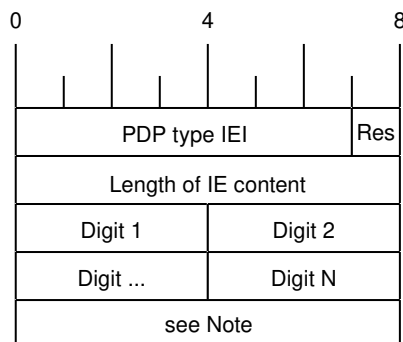 0 4 8
PDP type IEI Res
Length of IE content
Digit 1 Digit 2
Digit ... Digit N
see Note